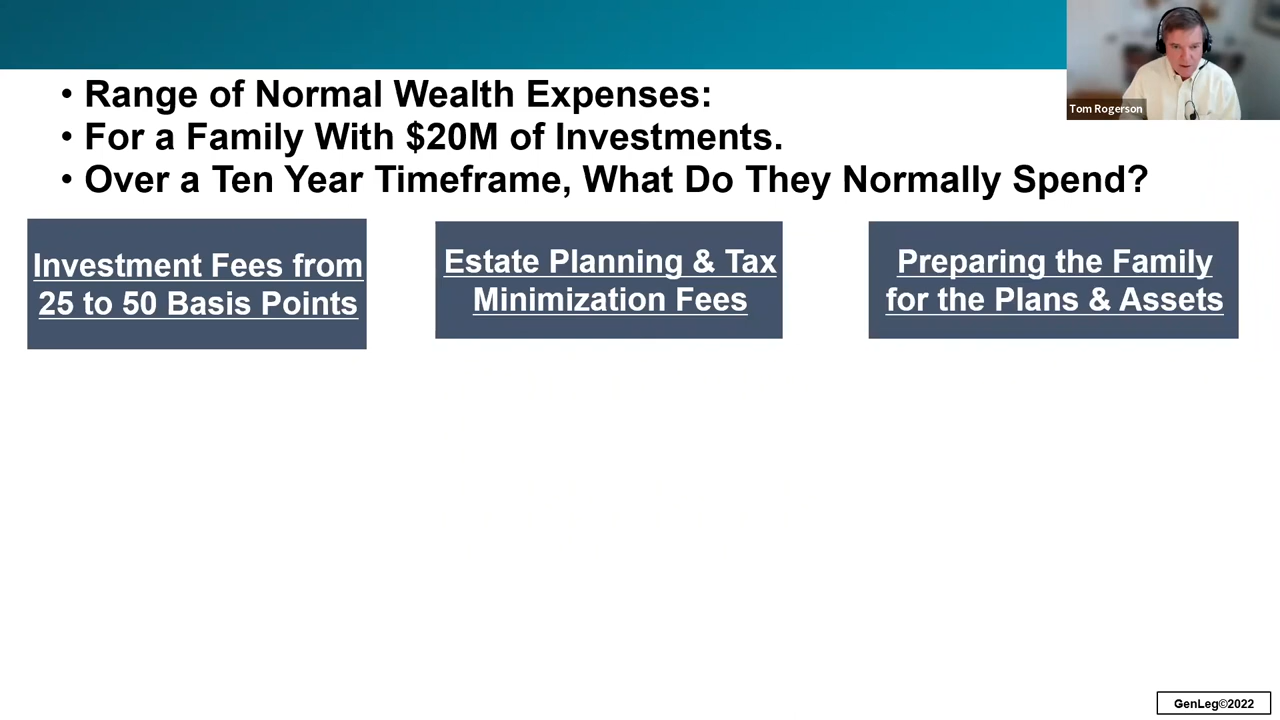 Tom Rogerson
• Range of Normal Wealth Expenses:
• For a Family With $20M of Investments.
• Over a Ten Year Timeframe, What Do They Normally Spend?
Investment Fees from
25 to 50 Basis Points
Estate Planning & Tax
Minimization Fees
Preparing the Family
for the Plans & Assets
GenLeg©2022